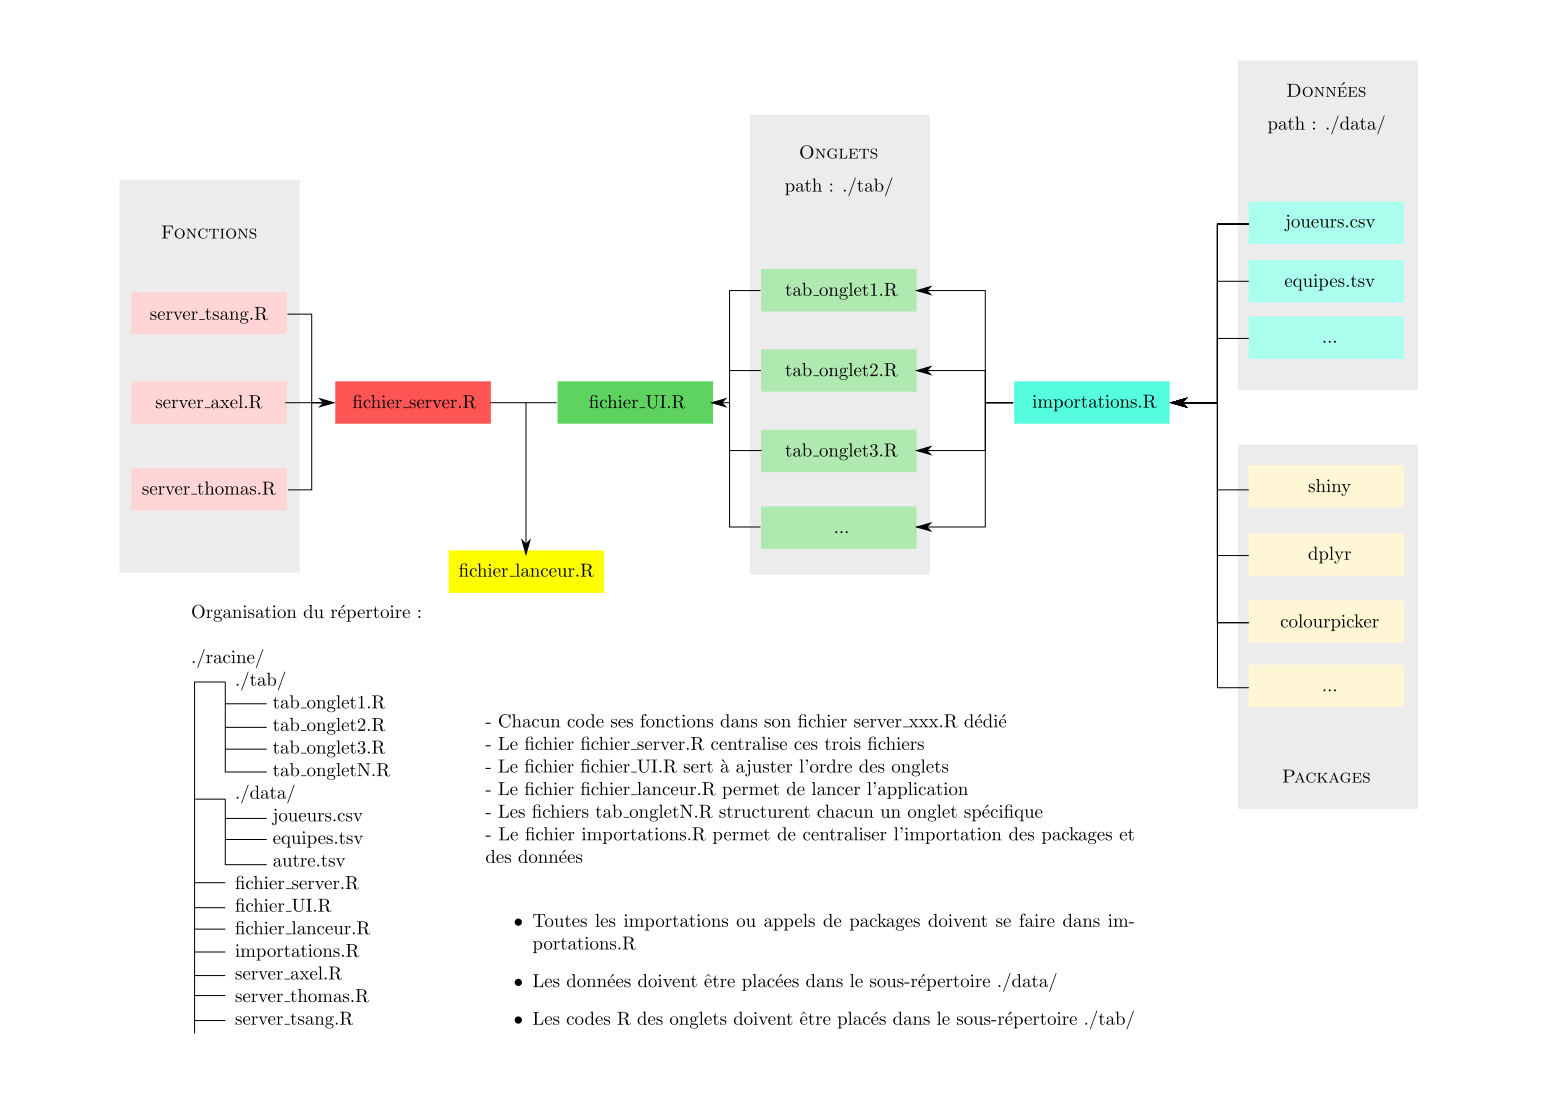 Fonctions
server_tsang.R
server_axel.R
server_thomas.R
fichier_server.R
fichier_UI.R
fichier_lanceur.R
Onglets
path : ./tab/
tab_onglet1.R
tab_onglet2.R
tab_onglet3.R
...
importations.R
Données
path : ./data/
joueurs.csv
equipes.tsv
...
shiny
dplyr
colourpicker
...
Packages
Organisation du répertoire :
./racine/
./tab/
tab_onglet1.R
tab_onglet2.R
tab_onglet3.R
tab_ongletN.R
./data/
joueurs.csv
equipes.tsv
autre.tsv
fichier_server.R
fichier_UI.R
fichier_lanceur.R
importations.R
server_axel.R
server_thomas.R
server_tsang.R
- Chacun code ses fonctions dans son fichier server_xxx.R dédié
- Le fichier fichier_server.R centralise ces trois fichiers
- Le fichier fichier_UI.R sert à ajuster l'ordre des onglets
- Le fichier fichier_lanceur.R permet de lancer l'application
- Les fichiers tab_ongletN.R structurent chacun un onglet spécifique
- Le fichier importations.R permet de centraliser l'importation des packages et
des données
• Toutes les importations ou appels de packages doivent se faire dans im-
portations.R
• Les données doivent être placées dans le sous-répertoire ./data/
• Les codes R des onglets doivent être placés dans le sous-répertoire ./tab/